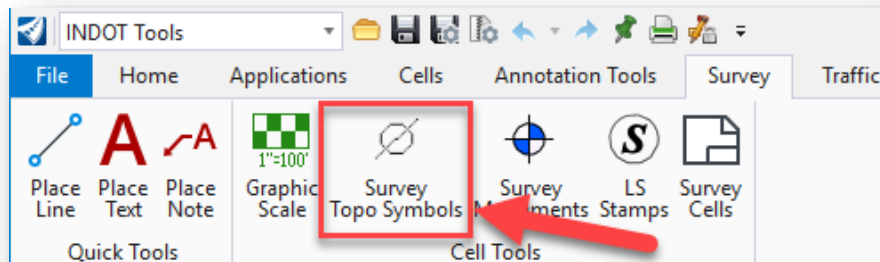 INDOT Tools
File Home Applications Cells Annotation Tools Survey Traffic
A A
1"=100'
S
Place Place Place Graphic Survey Survey LS Survey
Line Text Note Scale Topo Symbols Stamps Cells
Quick Tools Cell Tools